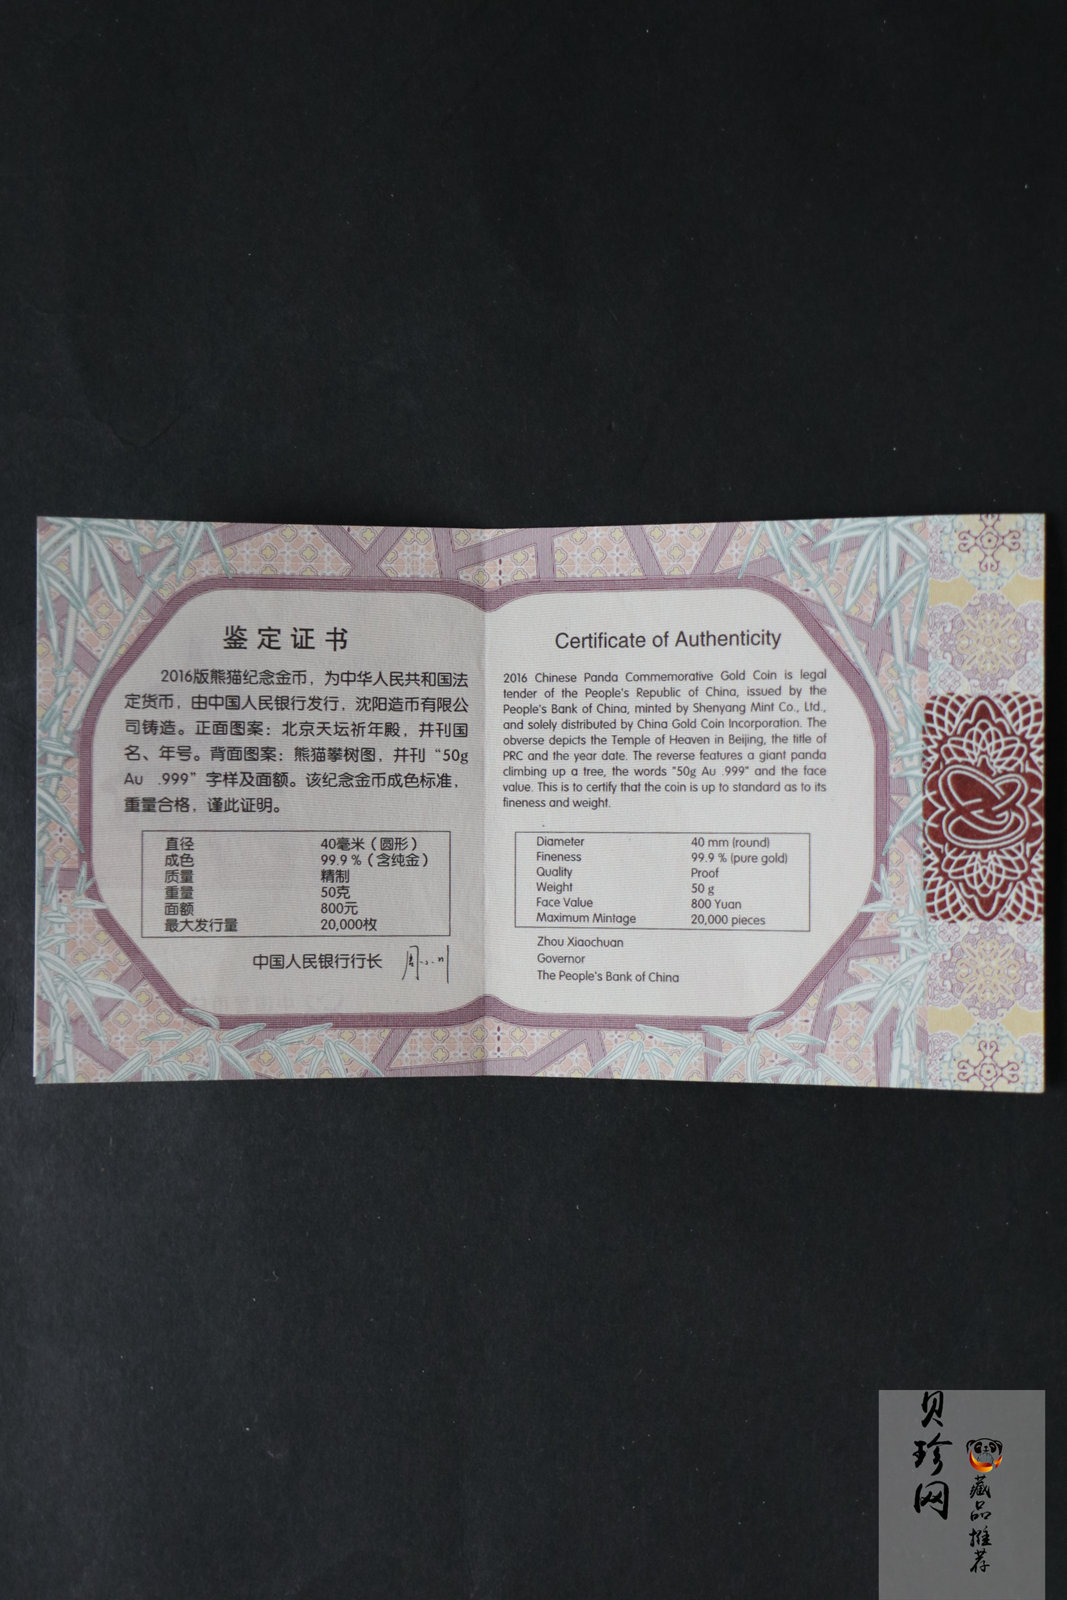 鉴定证书
2016版熊猫纪念金币，为中华人民共和国法
定货币，由中国人民银行发行，沈阳造币有限公
司铸造。正面图案：北京天坛祈年殿，并刊国
名、年号。背面图案：熊猫攀树图，并刊“50g
Au .999”字样及面额。该纪念金币成色标准，
重量合格，谨此证明。
直径 40毫米（圆形）
成色 99.9 %（含纯金）
质量 精制
重量 50克
面额 800元
最大发行量 20,000枚
中国人民银行行长
Certificate of Authenticity
2016 Chinese Panda Commemorative Gold Coin is legal
tender of the People's Republic of China, issued by the
People's Bank of China, minted by Shenyang Mint Co., Ltd.,
and solely distributed by China Gold Coin Incorporation. The
obverse depicts the Temple of Heaven in Beijing, the title of
PRC and the year date. The reverse features a giant panda
climbing up a tree, the words "50g Au .999" and the face
value. This is to certify that the coin is up to standard as to its
fineness and weight.
Diameter 40 mm (round)
Fineness 99.9 % (pure gold)
Quality Proof
Weight 50 g
Face Value 800 Yuan
Maximum Mintage 20,000 pieces
Zhou Xiaochuan
Governor
The People's Bank of China
贝珍网
藏品推荐